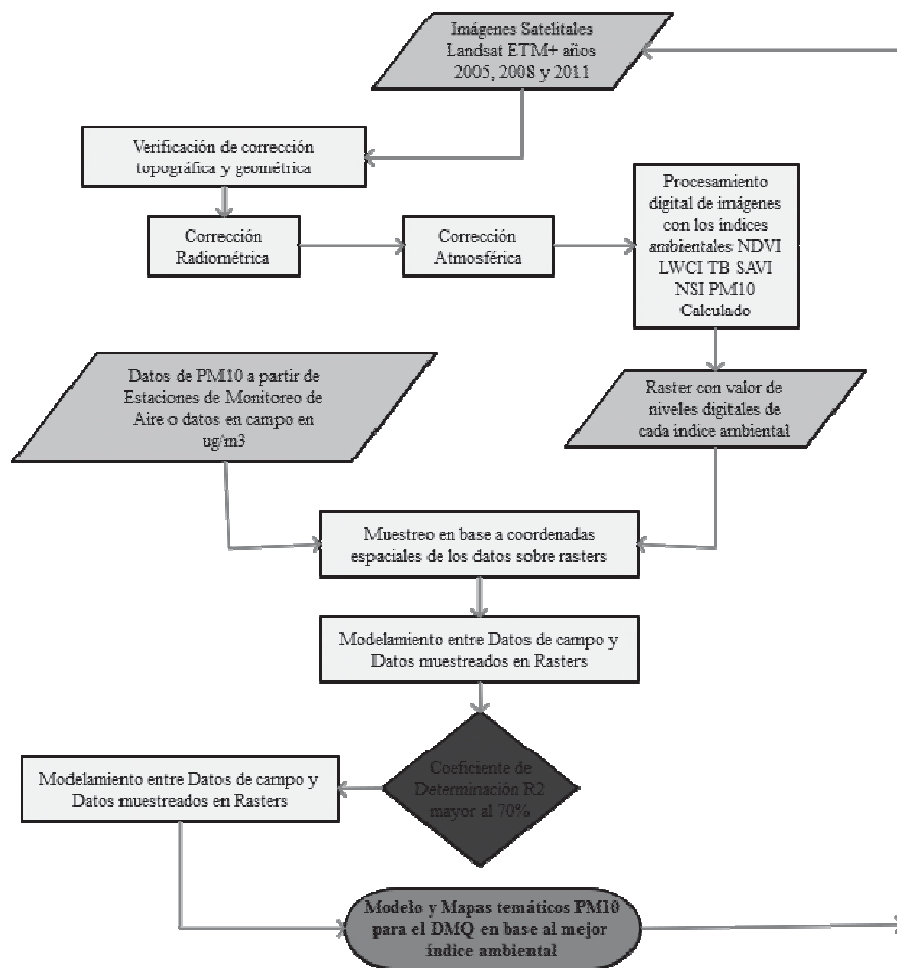 Imágenes Satelitales
Landsat ETM+ años
2005, 2008 y 2011
Verificación de corrección
topográfica y geométrica
Corrección
Radiométrica
Corrección
Atmosférica
Procesamiento
digital de imágenes
con los índices
ambientales NDVI
LWCI TB SAVI
NSI PM10
Calculado
Datos de PM10 a partir de
Estaciones de Monitoreo de
Aire o datos en campo en
ug/m3
Raster con valor de
niveles digitales de
cada índice ambiental
Muestreo en base a coordenadas
espaciales de los datos sobre rasters
Modelamiento entre Datos de campo y
Datos muestreados en Rasters
Coeficiente de
Determinación R2
mayor al 70%
Modelamiento entre Datos de campo y
Datos muestreados en Rasters
Modelo y Mapas temáticos PM10
para el DMQ en base al mejor
índice ambiental